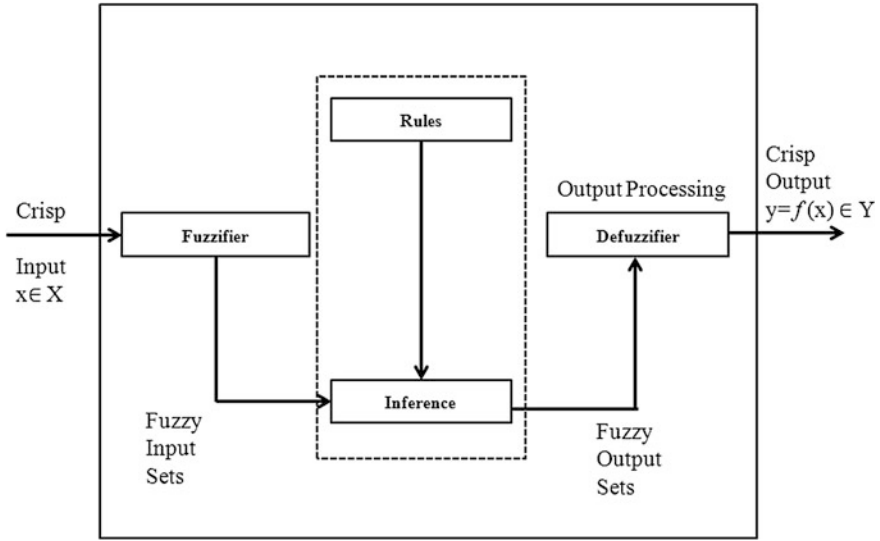 Rules
Crisp
Output
y=f(x) ∈ Y
Output Processing
Crisp
Fuzzifier
Defuzzifier
Input
x∈ X
Inference
Fuzzy
Input
Sets
Fuzzy
Output
Sets